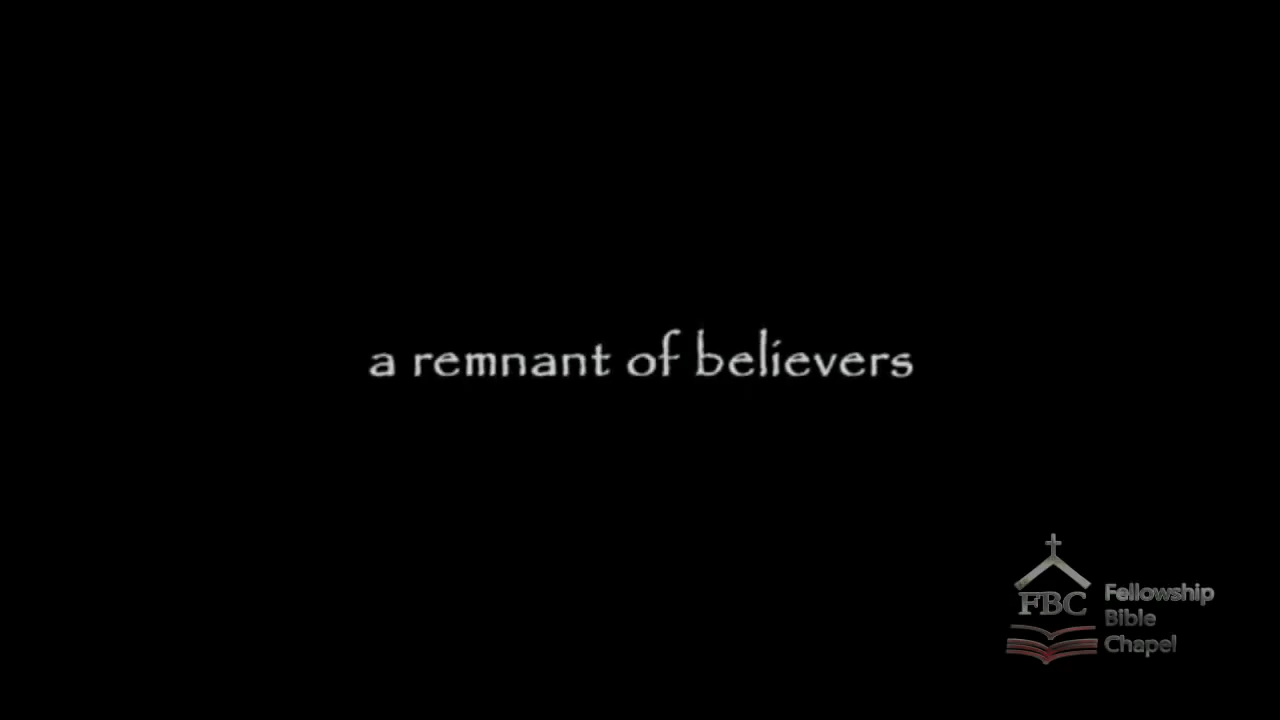 a remnant of believers
FBC
Fellowship
Bible
Chapel